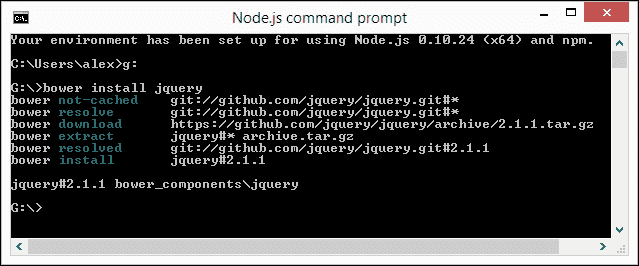 Node.js command prompt
Your environment has been set up for using Node.js 0.10.24 (x64) and npm.
C:\Users\alex>g:
G:\>bower install jquery
bower not-cached git://github.com/jquery/jquery.git#*
bower resolve git://github.com/jquery/jquery.git#*
bower download https://github.com/jquery/jquery/archive/2.1.1.tar.gz
bower extract jquery#* archive.tar.gz
bower resolved git://github.com/jquery/jquery.git#2.1.1
bower install jquery#2.1.1
jquery#2.1.1 bower_components\jquery
G:\>